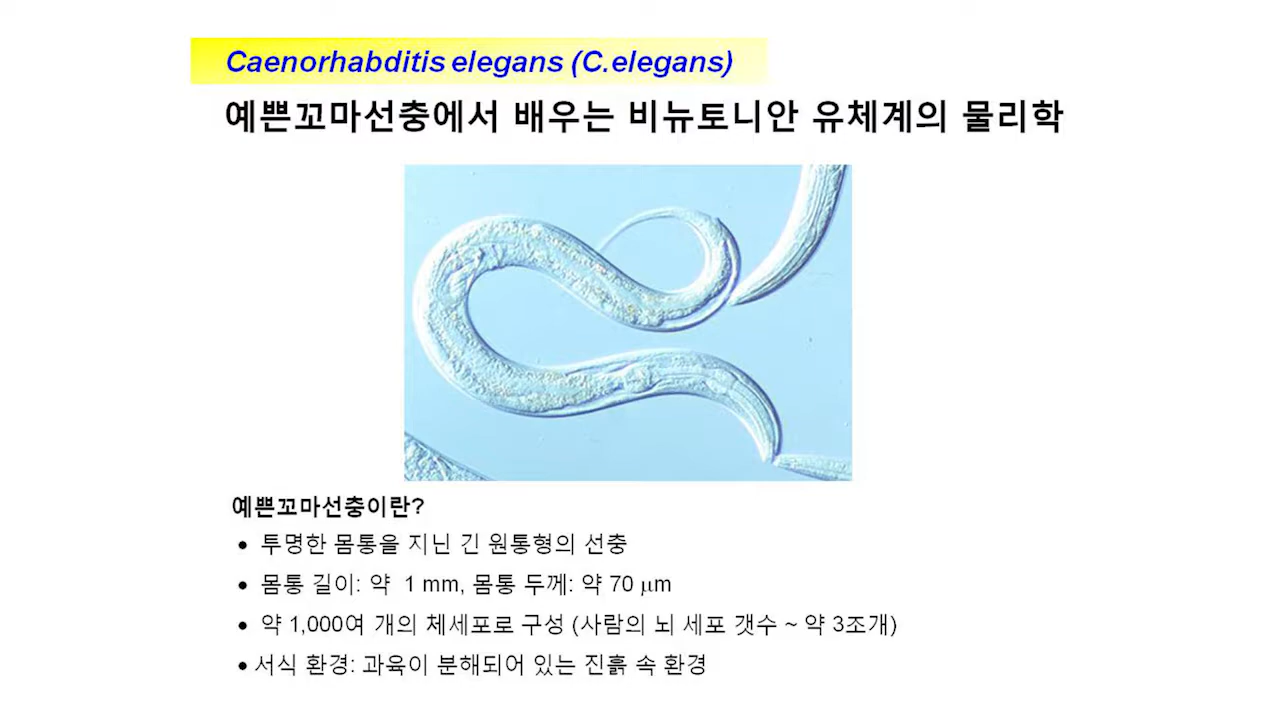 Caenorhabditis elegans (C.elegans)
예쁜꼬마선충에서 배우는 비뉴토니안 유체계의 물리학
예쁜꼬마선충이란?
• 투명한 몸통을 지닌 긴 원통형의 선충
• 몸통 길이: 약 1 mm, 몸통 두께: 약 70 μm
• 약 1,000여 개의 체세포로 구성 (사람의 뇌 세포 갯수 ~ 약 3조개)
• 서식 환경: 과육이 분해되어 있는 진흙 속 환경